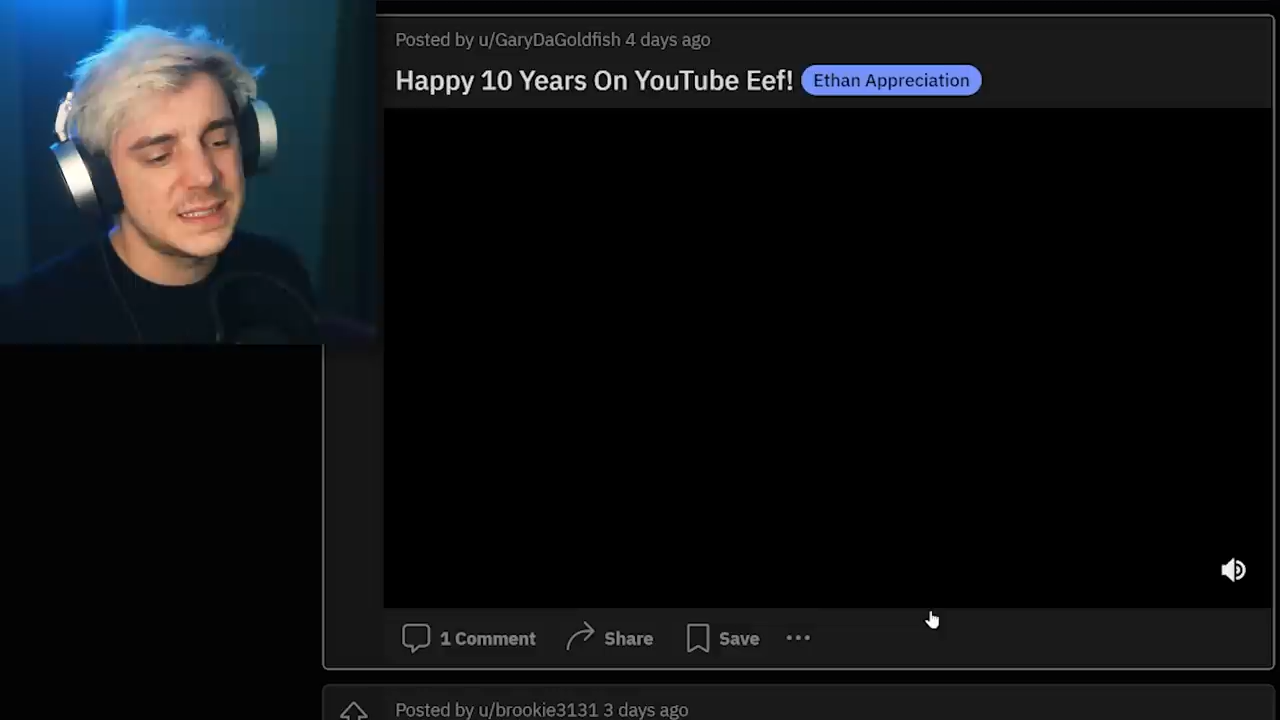 Posted by u/GaryDaGoldfish 4 days ago
Happy 10 Years On YouTube Eef! Ethan Appreciation
1 Comment Share Save
Posted by u/brookie3131 3 days ago